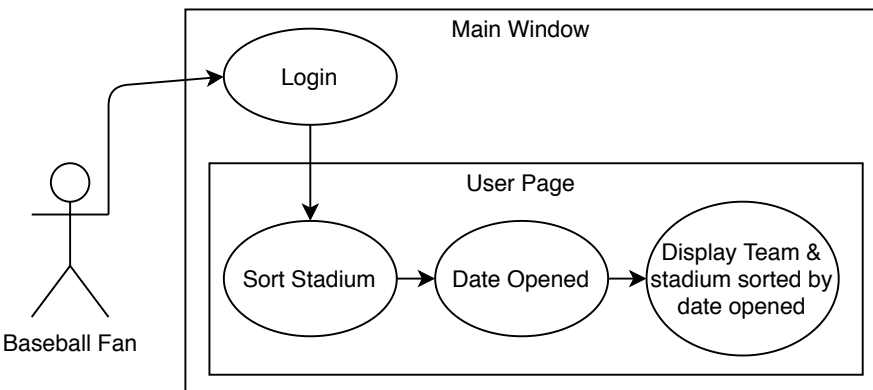 Main Window
Login
User Page
Sort Stadium
Date Opened
Display Team &
stadium sorted by
date opened
Baseball Fan